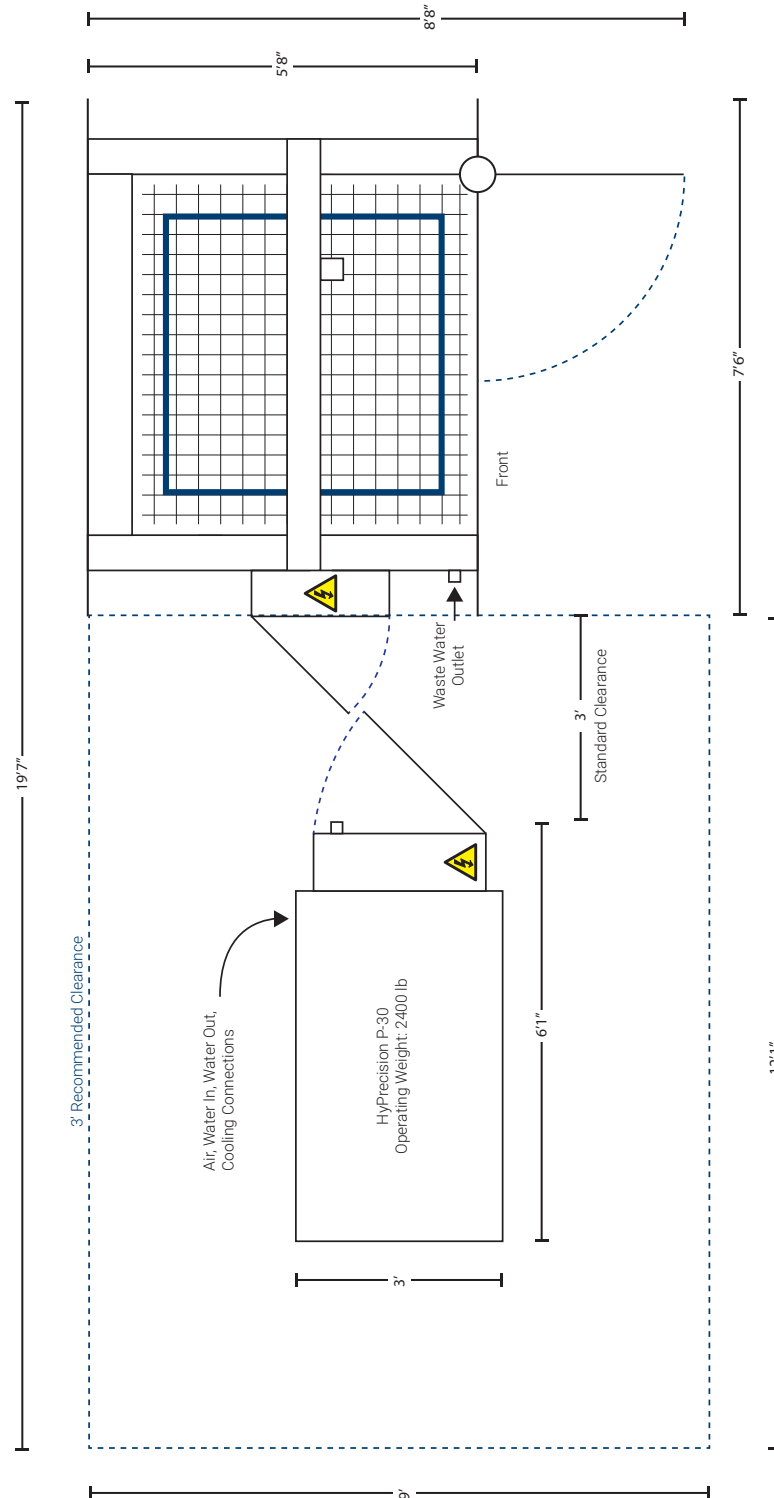 8'8"
5'8"
19'7"
7'6"
Front
Waste Water
Outlet
3'
Standard Clearance
3' Recommended Clearance
Air, Water In, Water Out,
Cooling Connections
HyPrecision P-30
Operating Weight: 2400 lb
6'1"
3'
9'